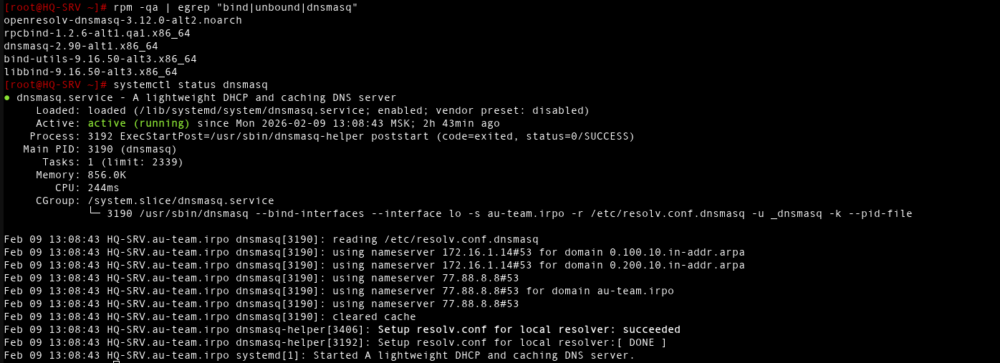 [root@HQ-SRV ~]# rpm -qa | egrep "bind|unbound|dnsmasq"
openresolv-dnsmasq-3.12.0-alt2.noarch
rpcbind-1.2.6-alt1.qa1.x86_64
dnsmasq-2.90-alt1.x86_64
bind-utils-9.16.50-alt3.x86_64
libbind-9.16.50-alt3.x86_64
[root@HQ-SRV ~]# systemctl status dnsmasq
● dnsmasq.service - A lightweight DHCP and caching DNS server
Loaded: loaded (/lib/systemd/system/dnsmasq.service; enabled; vendor preset: disabled)
Active: active (running) since Mon 2026-02-09 13:08:43 MSK; 2h 43min ago
Process: 3192 ExecStartPost=/usr/sbin/dnsmasq-helper poststart (code=exited, status=0/SUCCESS)
Main PID: 3190 (dnsmasq)
Tasks: 1 (limit: 2339)
Memory: 856.0K
CPU: 244ms
CGroup: /system.slice/dnsmasq.service
└─ 3190 /usr/sbin/dnsmasq --bind-interfaces --interface lo -s au-team.irpo -r /etc/resolv.conf.dnsmasq -u _dnsmasq -k --pid-file
Feb 09 13:08:43 HQ-SRV.au-team.irpo dnsmasq[3190]: reading /etc/resolv.conf.dnsmasq
Feb 09 13:08:43 HQ-SRV.au-team.irpo dnsmasq[3190]: using nameserver 172.16.1.14#53 for domain 0.100.10.in-addr.arpa
Feb 09 13:08:43 HQ-SRV.au-team.irpo dnsmasq[3190]: using nameserver 172.16.1.14#53 for domain 0.200.10.in-addr.arpa
Feb 09 13:08:43 HQ-SRV.au-team.irpo dnsmasq[3190]: using nameserver 77.88.8.8#53
Feb 09 13:08:43 HQ-SRV.au-team.irpo dnsmasq[3190]: using nameserver 77.88.8.8#53 for domain au-team.irpo
Feb 09 13:08:43 HQ-SRV.au-team.irpo dnsmasq[3190]: using nameserver 77.88.8.8#53
Feb 09 13:08:43 HQ-SRV.au-team.irpo dnsmasq[3190]: cleared cache
Feb 09 13:08:43 HQ-SRV.au-team.irpo dnsmasq-helper[3406]: Setup resolv.conf for local resolver: succeeded
Feb 09 13:08:43 HQ-SRV.au-team.irpo dnsmasq-helper[3192]: Setup resolv.conf for local resolver:[ DONE ]
Feb 09 13:08:43 HQ-SRV.au-team.irpo systemd[1]: Started A lightweight DHCP and caching DNS server.